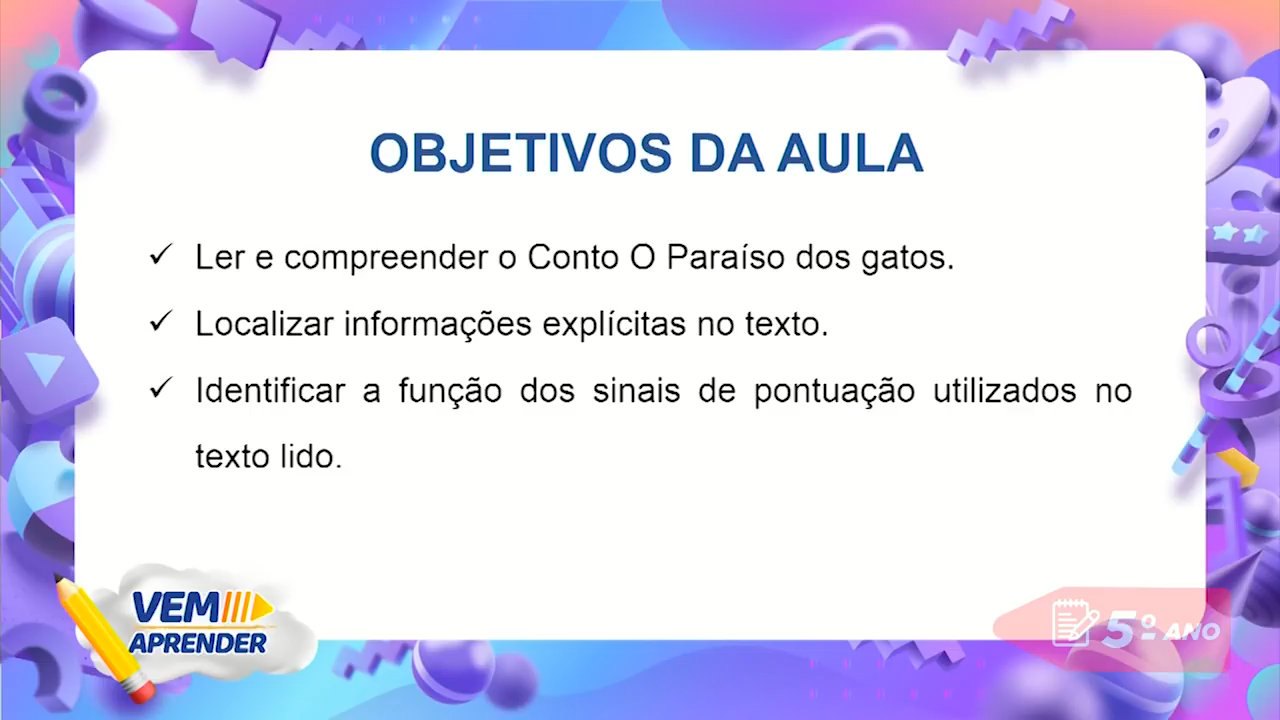 OBJETIVOS DA AULA
✓ Ler e compreender o Conto O Paraíso dos gatos.
✓ Localizar informações explícitas no texto.
✓ Identificar a função dos sinais de pontuação utilizados no
texto lido.
VEM
APRENDER
5º ANO